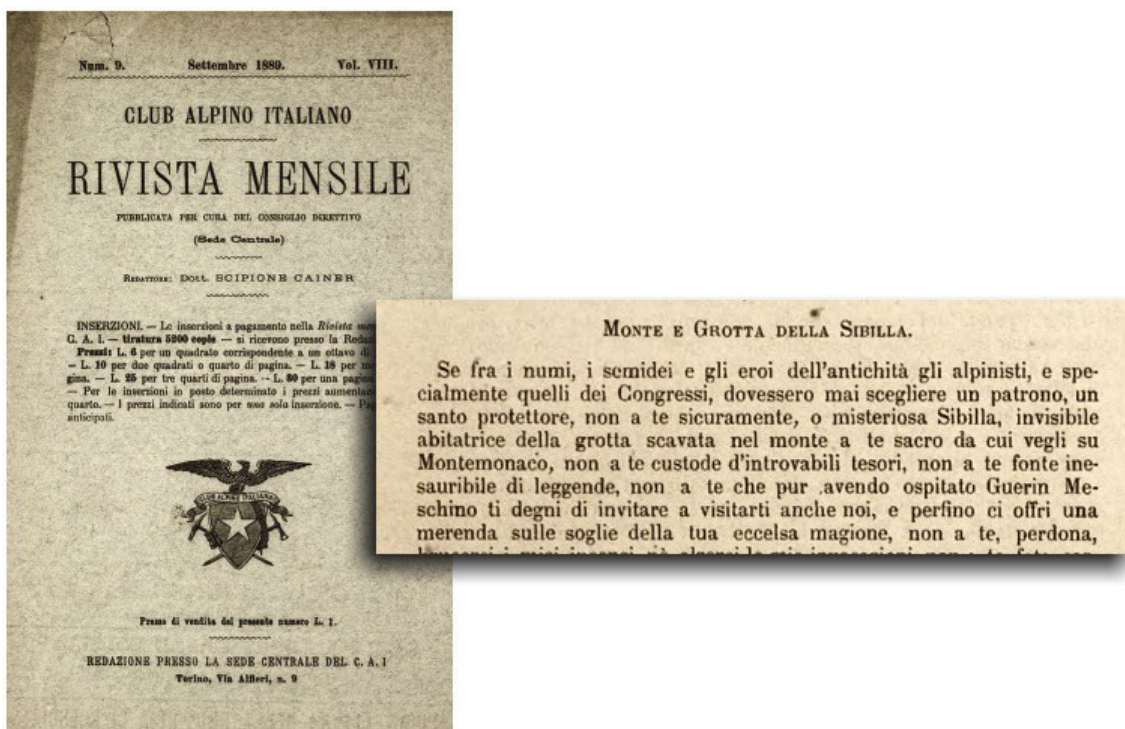 Num. 9. Settembre 1889. Vol. VIII.
CLUB ALPINO ITALIANO
RIVISTA MENSILE
PUBBLICATA PER CURA DEL CONSIGLIO DIRETTIVO
(Sede Centrale)
REDATTORE: DOTT. SCIPIONE CAINER
INSERZIONI. — Le inserzioni a pagamento nella Rivista
C. A. I. — tiratura 5200 copie — si ricevono presso la
Prezzi: L. 6 per un quadrato corrispondente a un ottavo di
— L. 10 per due quadrati o quarto di pagina. — L. 18 per
gina. — L. 25 per tre quarti di pagina. — L. 30 per una
— Per le inserzioni in posto determinato i prezzi
quarto. — I prezzi indicati sono per una sola inserzione. —
anticipati.
CLUB ALPINO ITALIANO
Prezzo di vendita del presente numero L. 1.
REDAZIONE PRESSO LA SEDE CENTRALE DEL C. A. I
Torino, Via Alfieri, n. 9
MONTE E GROTTA DELLA SIBILLA.
Se fra i numi, i semidei e gli eroi dell'antichità gli alpinisti, e spe-
cialmente quelli dei Congressi, dovessero mai scegliere un patrono, un
santo protettore, non a te sicuramente, o misteriosa Sibilla, invisibile
abitatrice della grotta scavata nel monte a te sacro da cui vegli su
Montemonaco, non a te custode d'introvabili tesori, non a te fonte ine-
sauribile di leggende, non a te che pur avendo ospitato Guerin Me-
schino ti degni di invitare a visitarti anche noi, e perfino ci offri una
merenda sulle soglie della tua eccelsa magione, non a te, perdona,